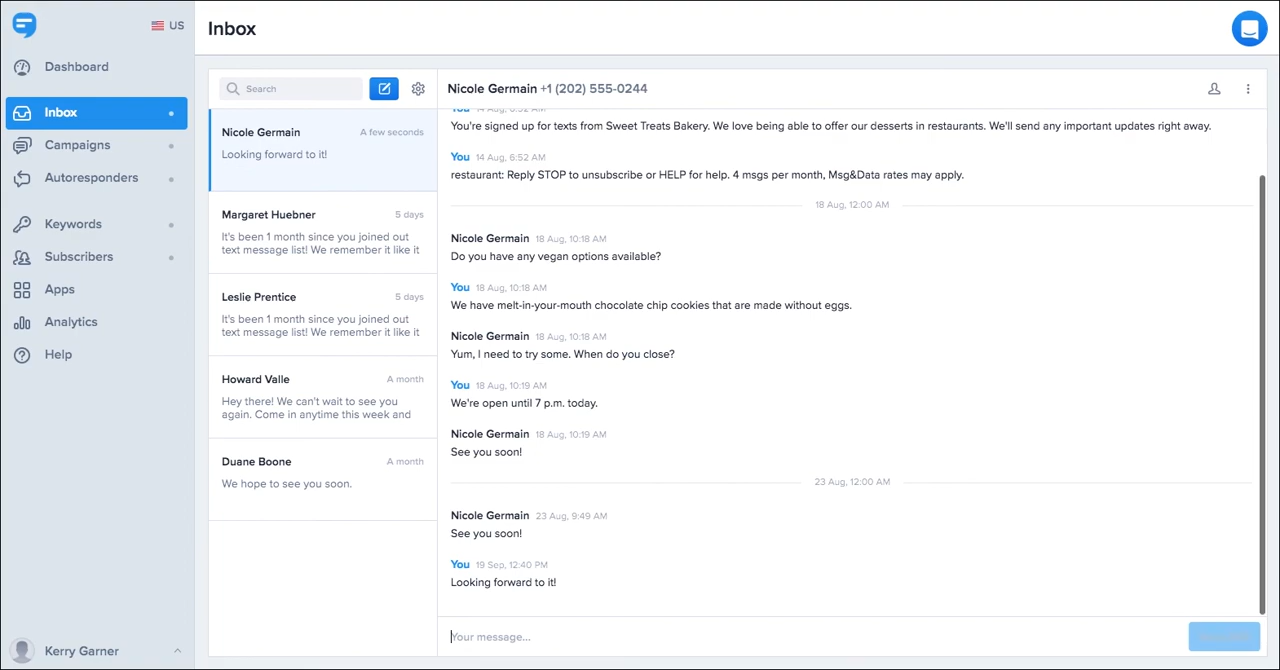 US
Inbox
Dashboard
Inbox
Campaigns
Autoresponders
Keywords
Subscribers
Apps
Analytics
Help
Kerry Garner
Search
Nicole Germain A few seconds
Looking forward to it!
Margaret Huebner 5 days
It's been 1 month since you joined out
text message list! We remember it like it
Leslie Prentice 5 days
It's been 1 month since you joined out
text message list! We remember it like it
Howard Valle A month
Hey there! We can't wait to see you
again. Come in anytime this week and
Duane Boone A month
We hope to see you soon.
Nicole Germain +1 (202) 555-0244
You 14 Aug, 6:52 AM
You're signed up for texts from Sweet Treats Bakery. We love being able to offer our desserts in restaurants. We'll send any important updates right away.
You 14 Aug, 6:52 AM
restaurant: Reply STOP to unsubscribe or HELP for help. 4 msgs per month, Msg&Data rates may apply.
18 Aug, 12:00 AM
Nicole Germain 18 Aug, 10:18 AM
Do you have any vegan options available?
You 18 Aug, 10:18 AM
We have melt-in-your-mouth chocolate chip cookies that are made without eggs.
Nicole Germain 18 Aug, 10:18 AM
Yum, I need to try some. When do you close?
You 18 Aug, 10:19 AM
We're open until 7 p.m. today.
Nicole Germain 18 Aug, 10:19 AM
See you soon!
23 Aug, 12:00 AM
Nicole Germain 23 Aug, 9:49 AM
See you soon!
You 19 Sep, 12:40 PM
Looking forward to it!
Your message...